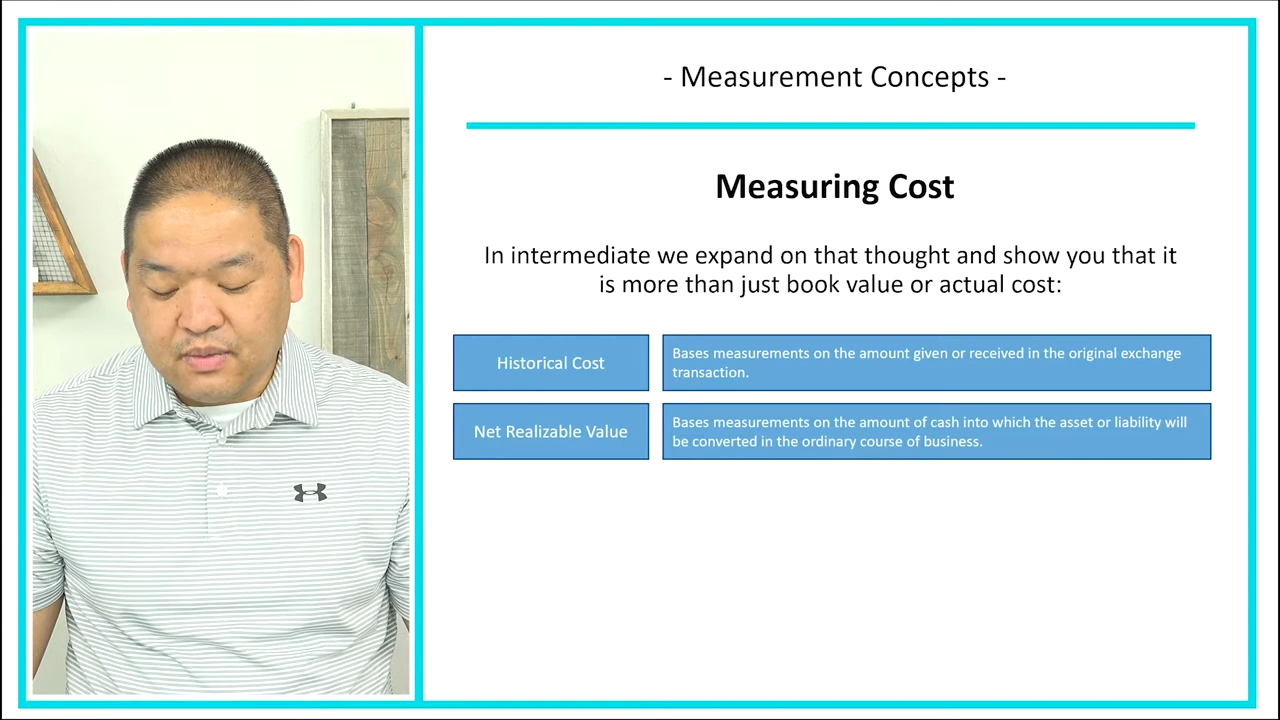 - Measurement Concepts -
Measuring Cost
In intermediate we expand on that thought and show you that it
is more than just book value or actual cost:
Historical Cost
Bases measurements on the amount given or received in the original exchange
transaction.
Net Realizable Value
Bases measurements on the amount of cash into which the asset or liability will
be converted in the ordinary course of business.